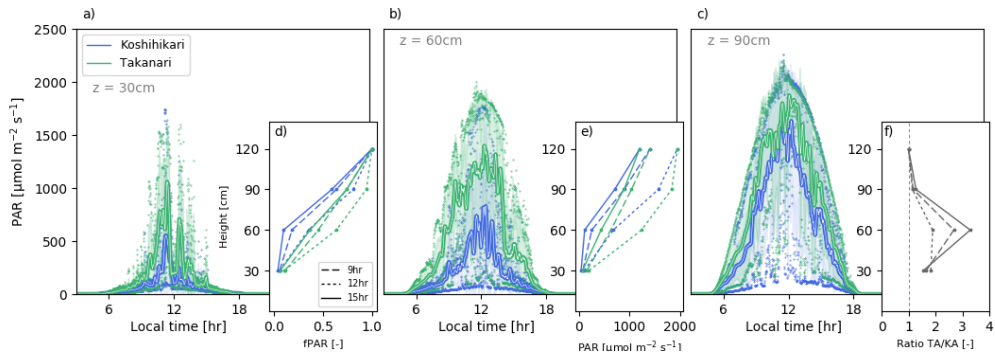 a)
b)
c)
2500
2000
1500
1000
500
0
PAR [μmol m⁻² s⁻¹]
Koshihikari
Takanari
z = 30cm
z = 60cm
z = 90cm
6
12
18
Local time [hr]
d)
120
90
60
30
Height [cm]
9hr
12hr
15hr
0.0
0.5
1.0
fPAR [-]
6
12
18
Local time [hr]
e)
120
90
60
30
0
1000
2000
PAR [μmol m⁻² s⁻¹]
6
12
18
Local time [hr]
f)
120
90
60
30
0
1
2
3
4
Ratio TA/KA [-]